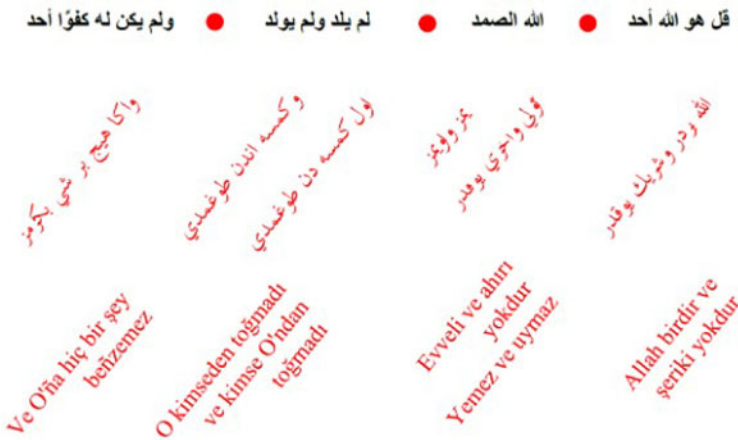 قل هو الله أحد ● الله الصمد ● لم يلد ولم يولد ● ولم يكن له كفوًا أحد
الله بردر وشريك يوقدر
اولي واخري يوقدر
يمز واويمز
اول كمسه دن طوغمدي
وكمسه اندن طوغمدي
واكا هيچ بر شي بكزمز
Allah birdir ve
şeriki yokdur
Evveli ve ahırı
yokdur
Yemez ve uymaz
O kimseden toğmadı
ve kimse O'ndan
toğmadı
Ve O'ña hiç bir şey
beñzemez